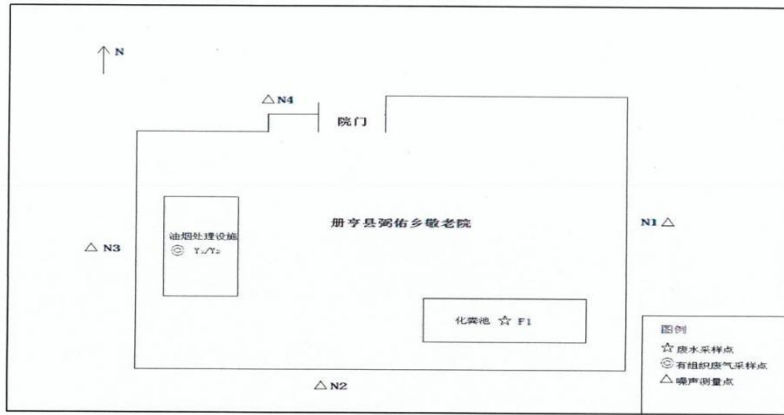 N
△ N4
院门
册亨县弼佑乡敬老院
N1 △
油烟处理设施
◎ Y₁/Y₂
△ N3
化粪池 ☆ F1
△ N2
图例
☆ 废水采样点
◎ 有组织废气采样点
△ 噪声测量点